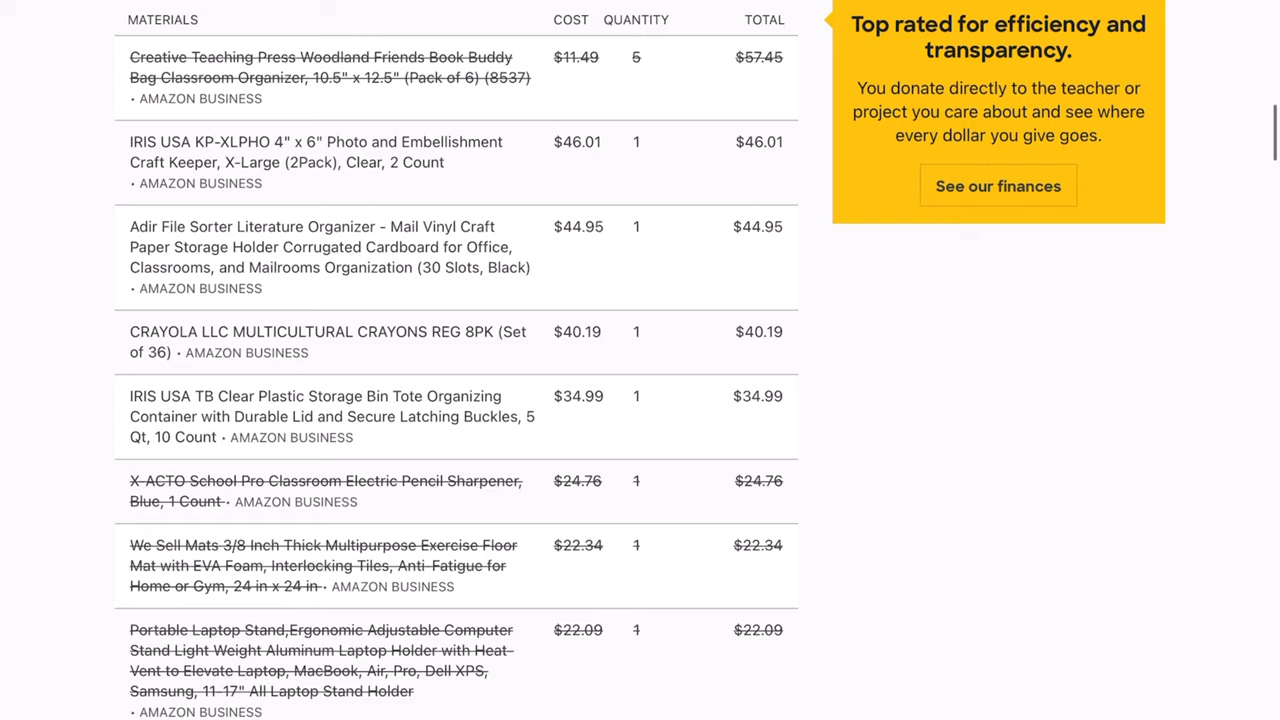 MATERIALS COST QUANTITY TOTAL
Creative Teaching Press Woodland Friends Book Buddy $11.49 5 $57.45
Bag Classroom Organizer, 10.5" x 12.5" (Pack of 6) (8537)
• AMAZON BUSINESS
IRIS USA KP-XLPHO 4" x 6" Photo and Embellishment $46.01 1 $46.01
Craft Keeper, X-Large (2Pack), Clear, 2 Count
• AMAZON BUSINESS
Adir File Sorter Literature Organizer - Mail Vinyl Craft $44.95 1 $44.95
Paper Storage Holder Corrugated Cardboard for Office,
Classrooms, and Mailrooms Organization (30 Slots, Black)
• AMAZON BUSINESS
CRAYOLA LLC MULTICULTURAL CRAYONS REG 8PK (Set $40.19 1 $40.19
of 36) • AMAZON BUSINESS
IRIS USA TB Clear Plastic Storage Bin Tote Organizing $34.99 1 $34.99
Container with Durable Lid and Secure Latching Buckles, 5
Qt, 10 Count • AMAZON BUSINESS
X-ACTO School Pro Classroom Electric Pencil Sharpener, $24.76 1 $24.76
Blue, 1 Count • AMAZON BUSINESS
We Sell Mats 3/8 Inch Thick Multipurpose Exercise Floor $22.34 1 $22.34
Mat with EVA Foam, Interlocking Tiles, Anti-Fatigue for
Home or Gym, 24 in x 24 in • AMAZON BUSINESS
Portable Laptop Stand,Ergonomic Adjustable Computer $22.09 1 $22.09
Stand Light Weight Aluminum Laptop Holder with Heat-
Vent to Elevate Laptop, MacBook, Air, Pro, Dell XPS,
Samsung, 11-17" All Laptop Stand Holder
• AMAZON BUSINESS
Top rated for efficiency and
transparency.
You donate directly to the teacher or
project you care about and see where
every dollar you give goes.
See our finances